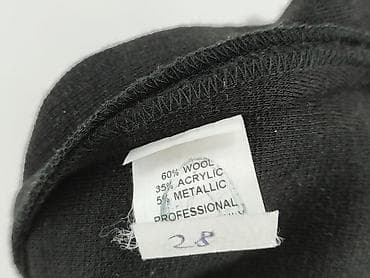 60% WOOL
35% ACRYLIC
5% METALLIC
PROFESSIONAL
28